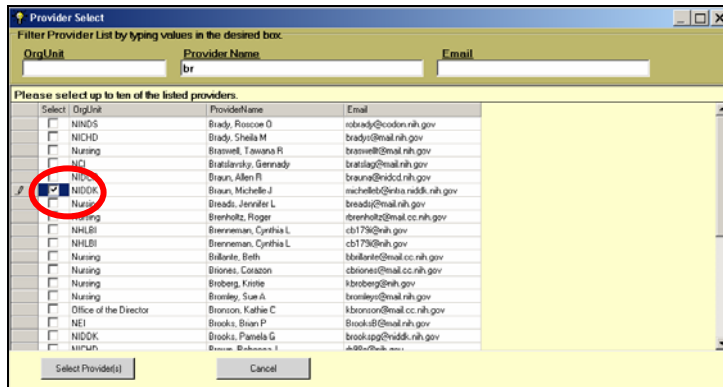 Provider Select
Filter Provider List by typing values in the desired box.
OrgUnit Provider Name Email
br
Please select up to ten of the listed providers.
Select OrgUnit ProviderName Email
NINDS Brady, Roscoe O robrady@codon.nih.gov
NICHD Brady, Sheila M bradys@mail.nih.gov
Nursing Braswell, Tawana R braswellt@mail.nih.gov
NCI Bratslavsky, Gennady bratslag@mail.nih.gov
NIDCD Braun, Allen R brauna@nidcd.nih.gov
NIDDK Braun, Michelle J michelleb@intra.niddk.nih.gov
Nursing Breads, Jennifer L breadsj@mail.nih.gov
Nursing Brenholtz, Roger rbrenholtz@mail.cc.nih.gov
NHLBI Brenneman, Cynthia L cb179i@nih.gov
NHLBI Brenneman, Cynthia L cb179i@nih.gov
Nursing Brillante, Beth bbrillante@mail.cc.nih.gov
Nursing Briones, Corazon cbriones@mail.cc.nih.gov
Nursing Broberg, Kristie kbroberg@nih.gov
Nursing Bromley, Sue A bromleys@mail.nih.gov
Office of the Director Bronson, Kathie C kbronson@mail.cc.nih.gov
NEI Brooks, Brian P BrooksB@mail.nih.gov
NIDDK Brooks, Pamela G brookspg@niddk.nih.gov
NICHD Brown, Rebecca J
Select Provider(s) Cancel